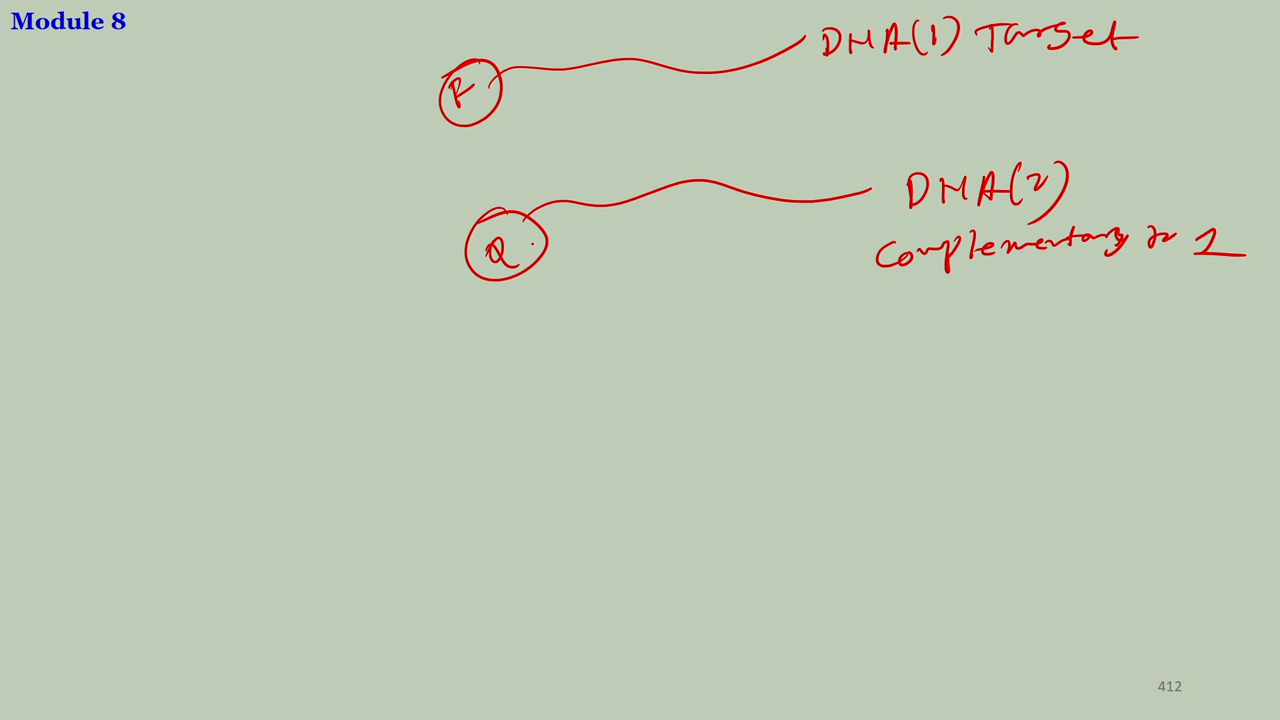 Module 8
DNA(1) Target
F
DNA(2)
Q
Complementary to 1
412